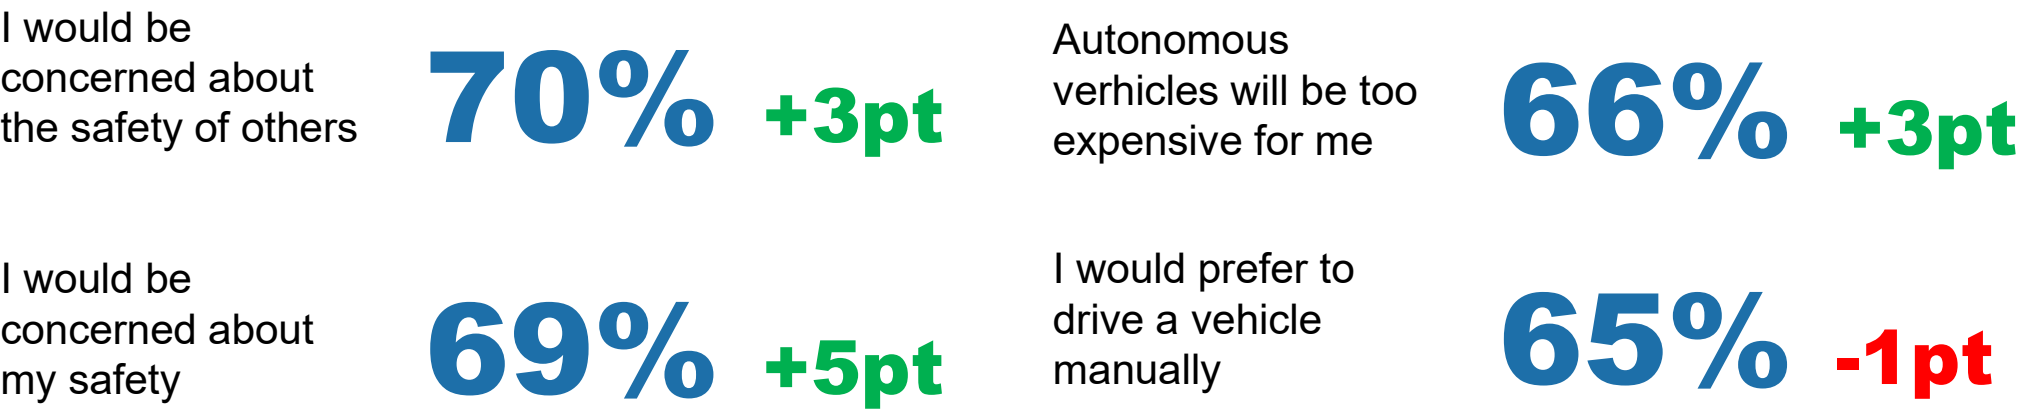 I would be
concerned about
the safety of others
70% +3pt
Autonomous
verhicles will be too
expensive for me
66% +3pt
I would be
concerned about
my safety
69% +5pt
I would prefer to
drive a vehicle
manually
65% -1pt